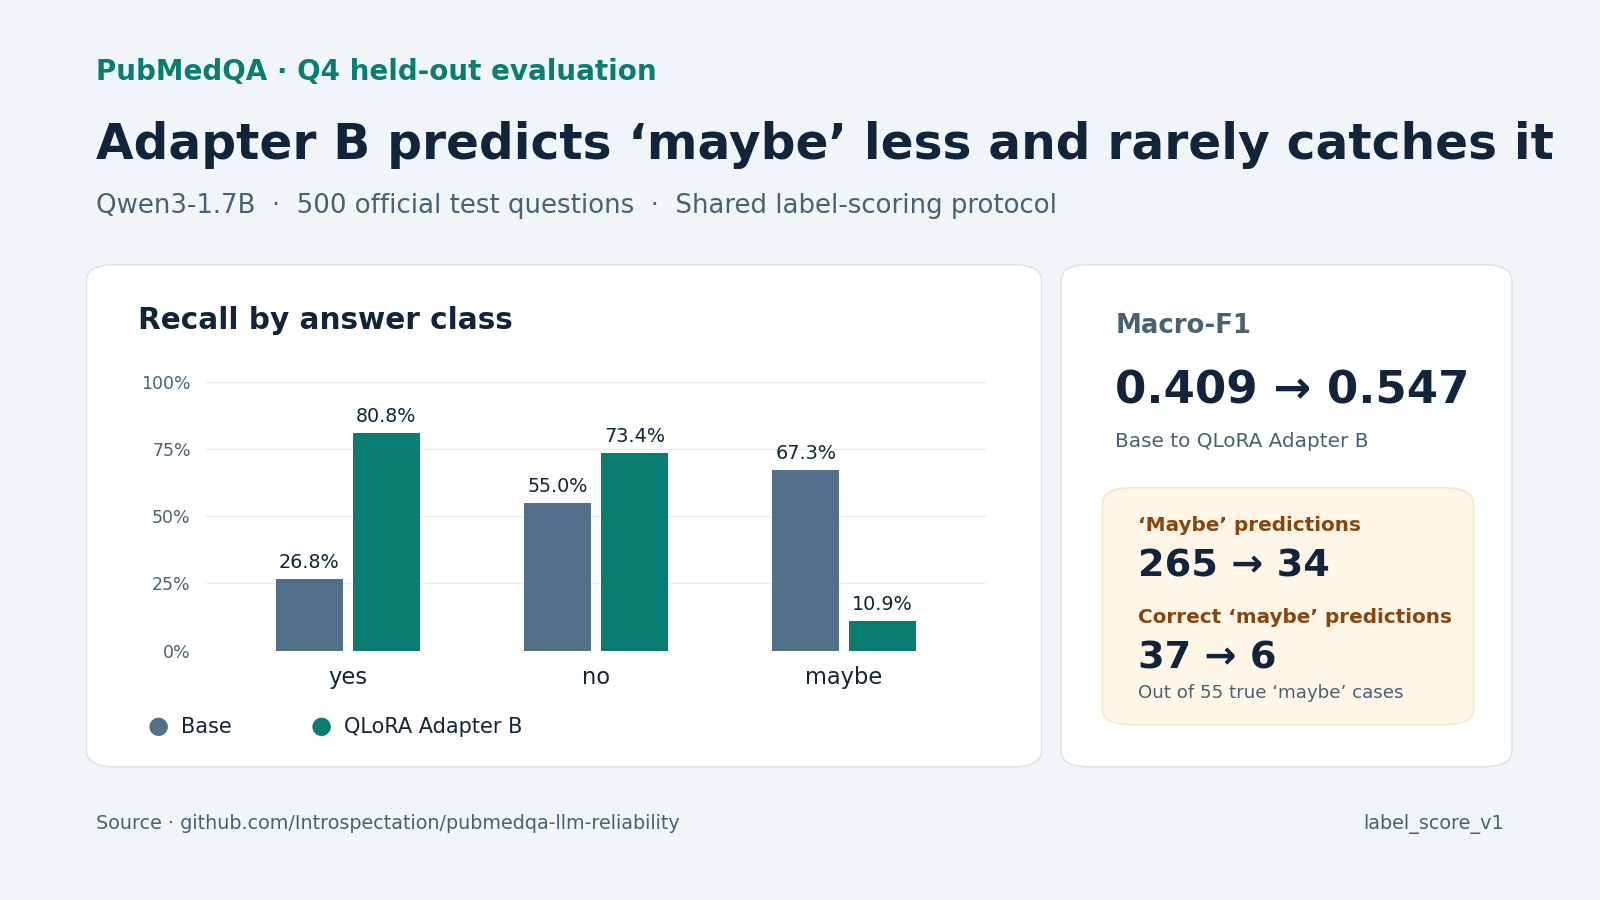 PubMedQA · Q4 held-out evaluation
Adapter B predicts ‘maybe’ less and rarely catches it
Qwen3-1.7B · 500 official test questions · Shared label-scoring protocol
Recall by answer class
100%
75%
50%
25%
0%
26.8%
80.8%
55.0%
73.4%
67.3%
10.9%
yes
no
maybe
Base
QLoRA Adapter B
Macro-F1
0.409 → 0.547
Base to QLoRA Adapter B
‘Maybe’ predictions
265 → 34
Correct ‘maybe’ predictions
37 → 6
Out of 55 true ‘maybe’ cases
Source · github.com/Introspectation/pubmedqa-llm-reliability
label_score_v1